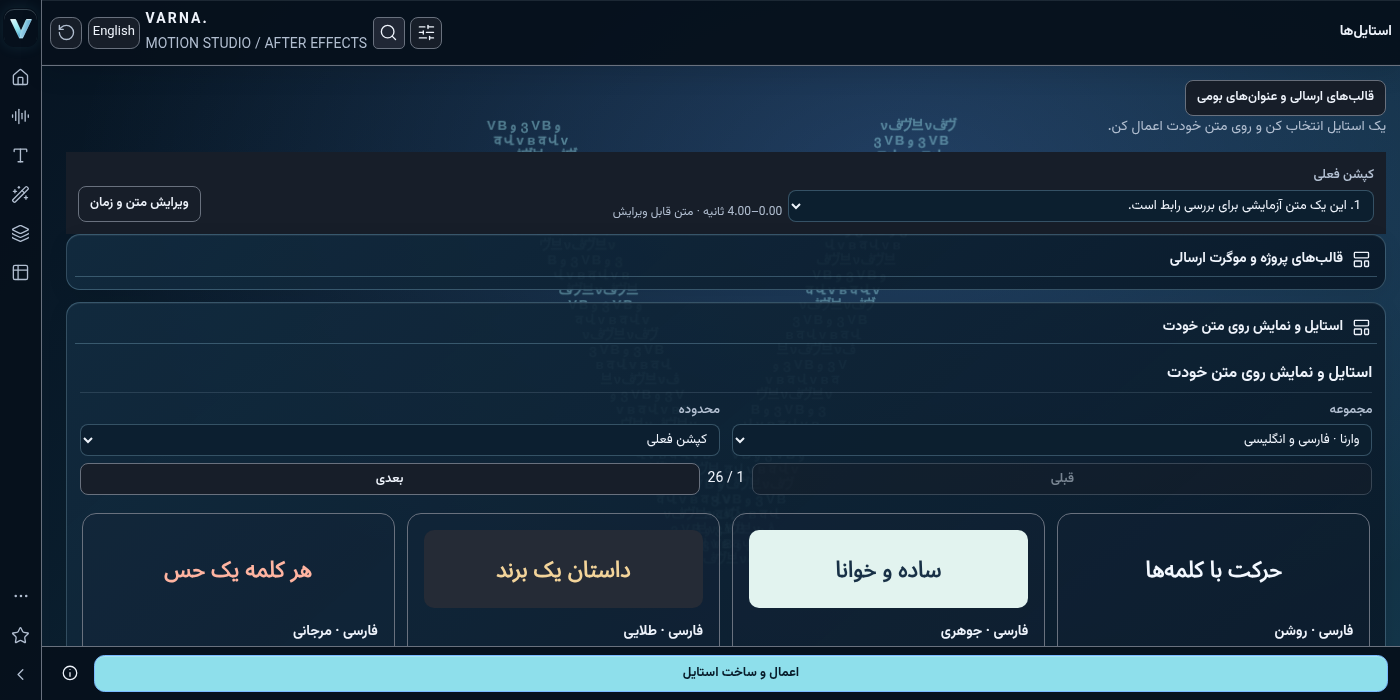 استایل‌ها
VARNA.
MOTION STUDIO / AFTER EFFECTS
English
قالب‌های ارسالی و عنوان‌های بومی
یک استایل انتخاب کن و روی متن خودت اعمال کن.
کپشن فعلی
1. این یک متن آزمایشی برای بررسی رابط است.
0.00–4.00 ثانیه · متن قابل ویرایش
ویرایش متن و زمان
قالب‌های پروژه و موگرت ارسالی
استایل و نمایش روی متن خودت
استایل و نمایش روی متن خودت
مجموعه
محدوده
وارنا · فارسی و انگلیسی
کپشن فعلی
قبلی
1 / 26
بعدی
حرکت با کلمه‌ها
ساده و خوانا
داستان یک برند
هر کلمه یک حس
فارسی · روشن
فارسی · جوهری
فارسی · طلایی
فارسی · مرجانی
اعمال و ساخت استایل